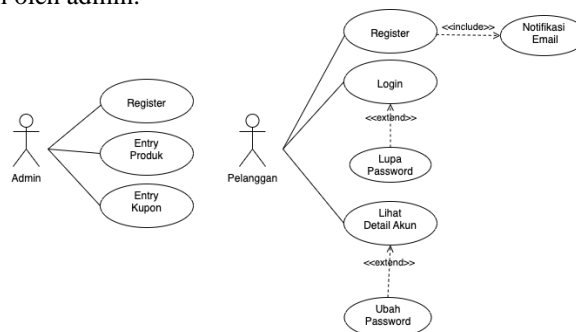 oleh admin.
Register
Entry
Produk
Entry
Kupon
Admin
Register
<<include>>
Notifikasi
Email
Login
<<extend>>
Lupa
Password
Pelanggan
Lihat
Detail Akun
<<extend>>
Ubah
Password